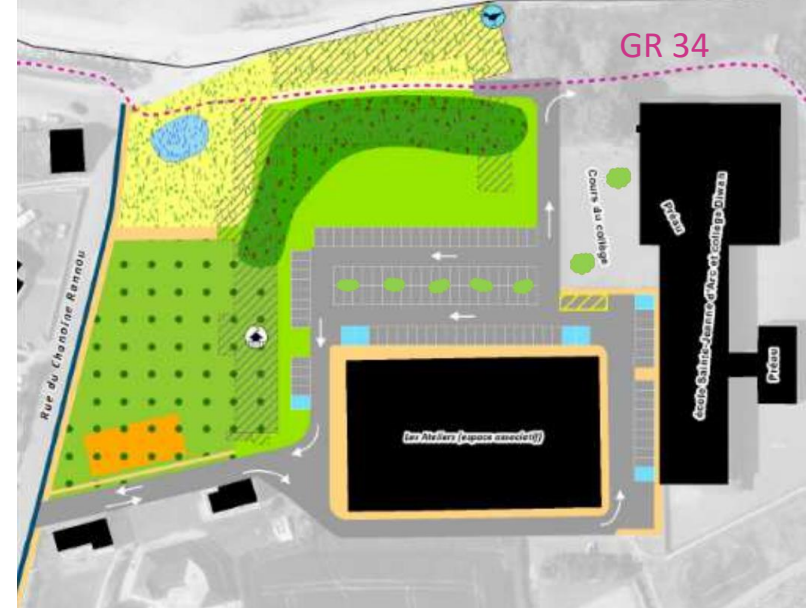 GR 34
Cours du collège
Préau
école Sainte-Jeanne d'Arc et collège Diwan
Préau
Rue du Chanoine Rannou
Les Ateliers (espace associatif)